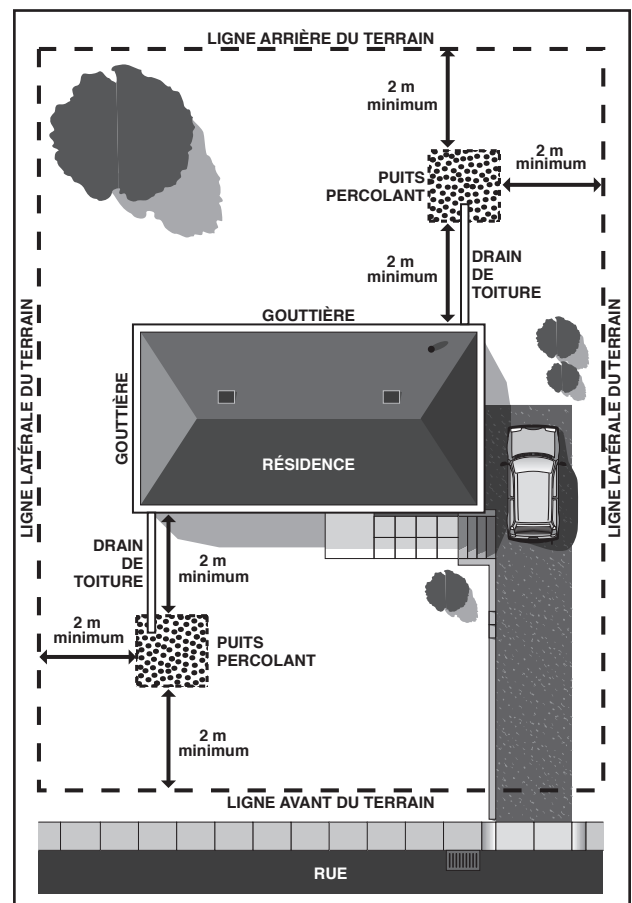 LIGNE ARRIÈRE DU TERRAIN
2 m
minimum
2 m
minimum
PUITS
PERCOLANT
2 m
minimum
DRAIN
DE
TOITURE
GOUTTIÈRE
GOUTTIÈRE
LIGNE LATÉRALE DU TERRAIN
LIGNE LATÉRALE DU TERRAIN
RÉSIDENCE
DRAIN
DE
TOITURE
2 m
minimum
2 m
minimum
PUITS
PERCOLANT
2 m
minimum
LIGNE AVANT DU TERRAIN
RUE